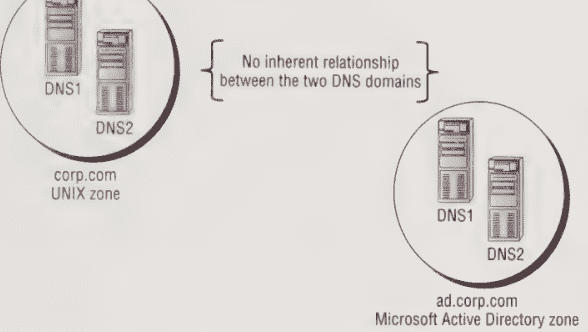 No inherent relationship
between the two DNS domains
DNS1
DNS2
corp.com
UNIX zone
DNS1
DNS2
ad.corp.com
Microsoft Active Directory zone